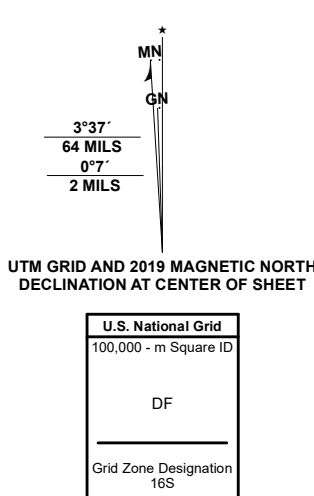 ★
MN
GN
3°37´
64 MILS
0°7´
2 MILS
UTM GRID AND 2019 MAGNETIC NORTH
DECLINATION AT CENTER OF SHEET
U.S. National Grid
100,000 - m Square ID
DF
Grid Zone Designation
16S